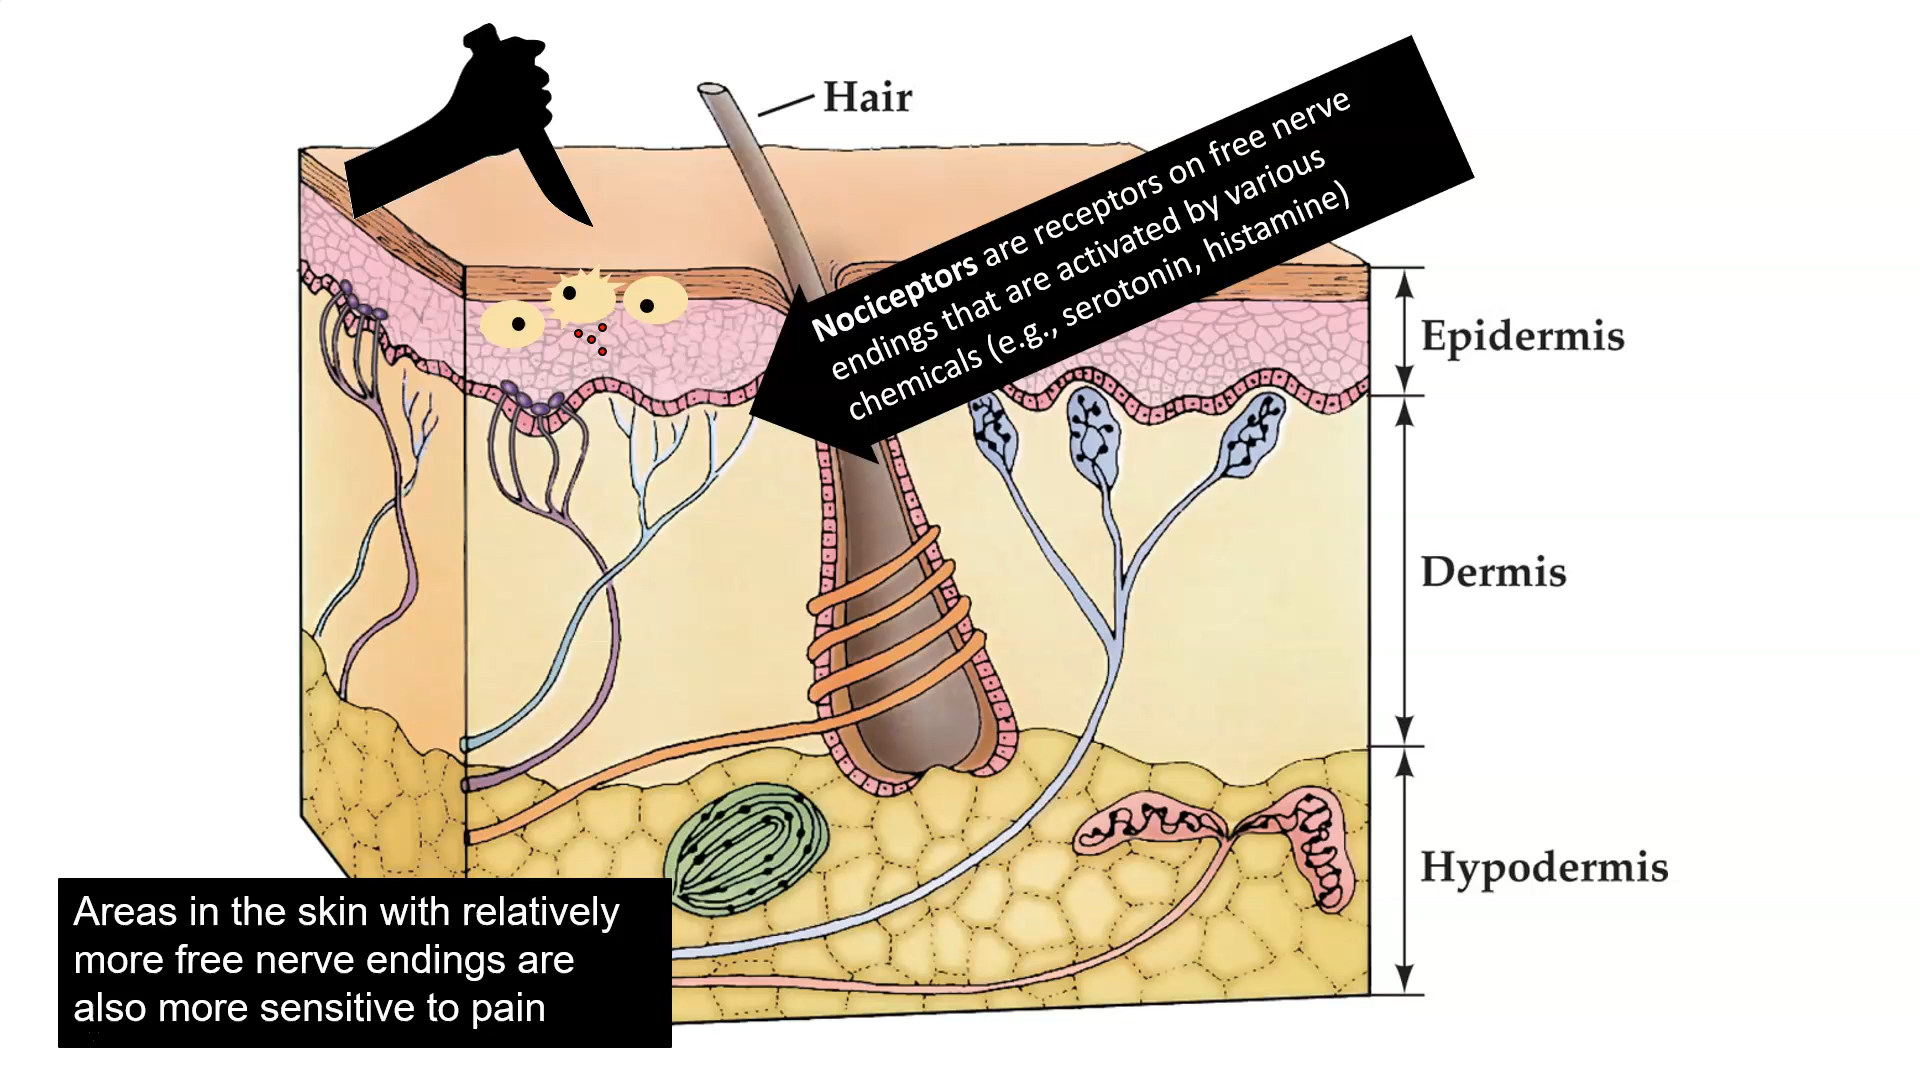 Hair
Nociceptors are receptors on free nerve
endings that are activated by various
chemicals (e.g., serotonin, histamine)
Epidermis
Dermis
Hypodermis
Areas in the skin with relatively
more free nerve endings are
also more sensitive to pain